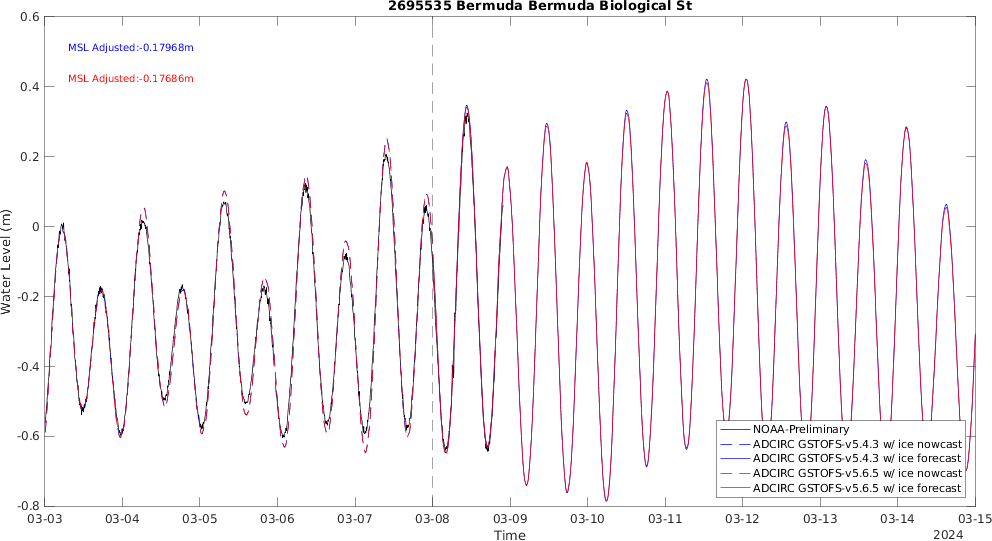 2695535 Bermuda Bermuda Biological St
MSL Adjusted:-0.17968m
MSL Adjusted:-0.17686m
Water Level (m)
0.6
0.4
0.2
0
-0.2
-0.4
-0.6
-0.8
NOAA-Preliminary
ADCIRC GSTOFS-v5.4.3 w/ ice nowcast
ADCIRC GSTOFS-v5.4.3 w/ ice forecast
ADCIRC GSTOFS-v5.6.5 w/ ice nowcast
ADCIRC GSTOFS-v5.6.5 w/ ice forecast
03-03 03-04 03-05 03-06 03-07 03-08 03-09 03-10 03-11 03-12 03-13 03-14 03-15
Time
2024